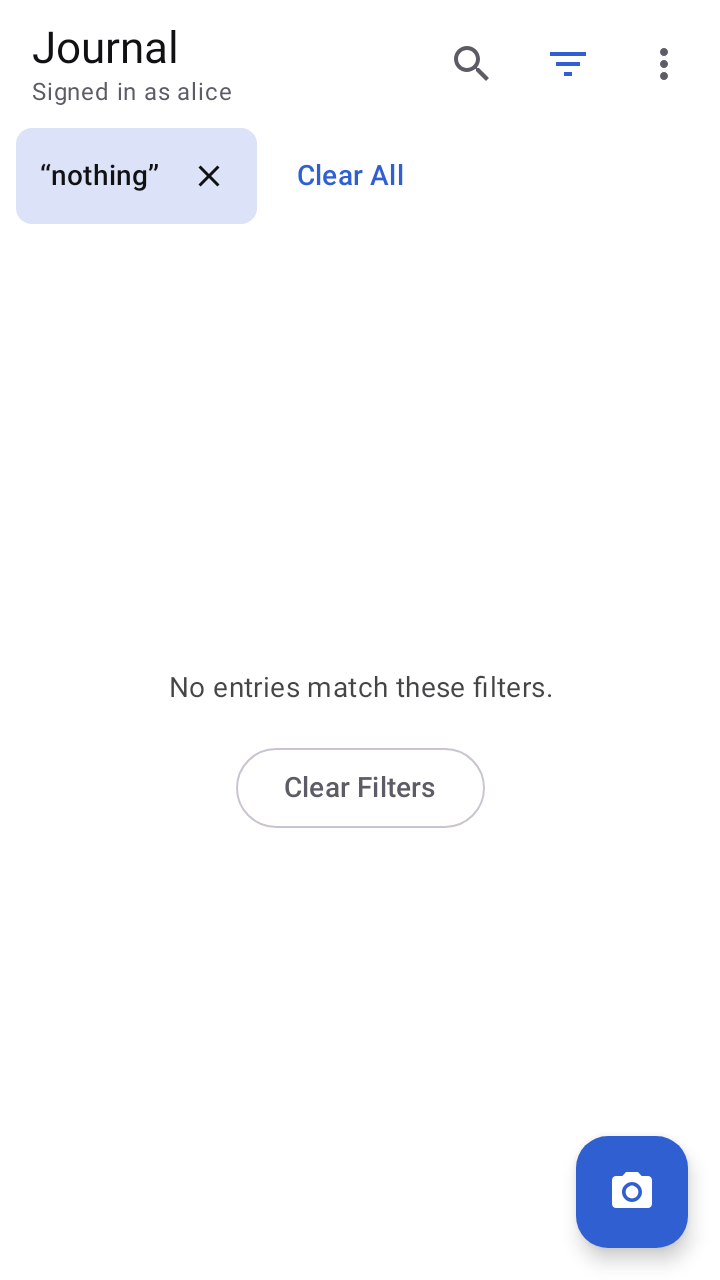 Journal
Signed in as alice
“nothing”
Clear All
No entries match these filters.
Clear Filters